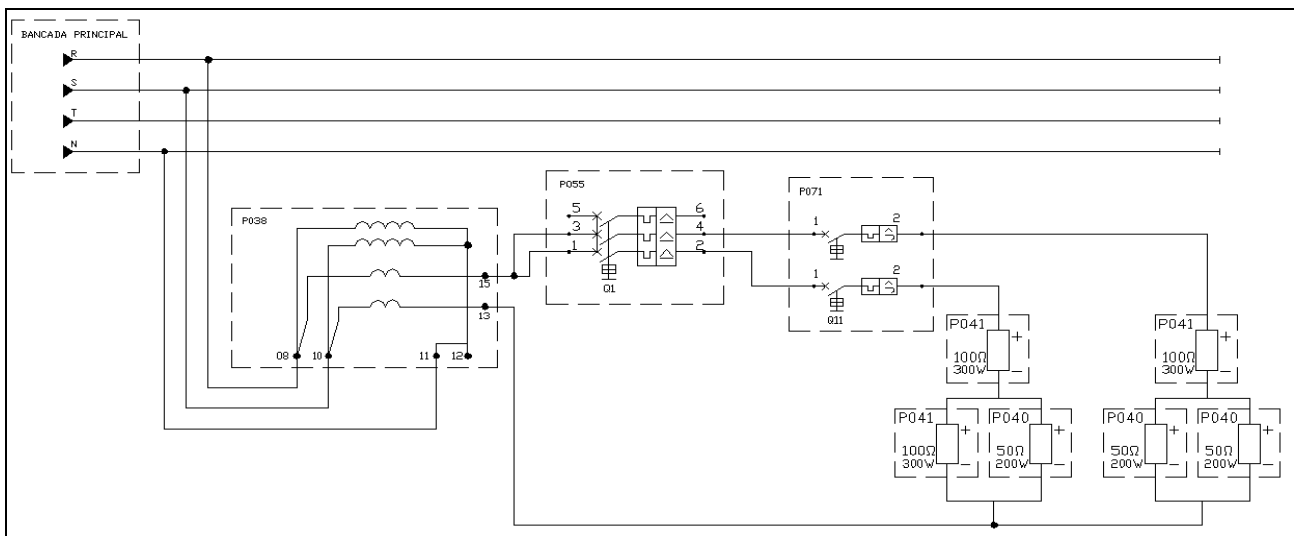 BANCADA PRINCIPAL
R
S
T
N
P038
15
13
08
10
11
12
P055
5
3
1
6
4
2
Q1
P071
1
2
1
2
Q11
P041
+
100Ω
300W
-
P041
+
100Ω
300W
-
P041
+
100Ω
300W
-
P040
+
50Ω
200W
-
P040
+
50Ω
200W
-
P040
+
50Ω
200W
-